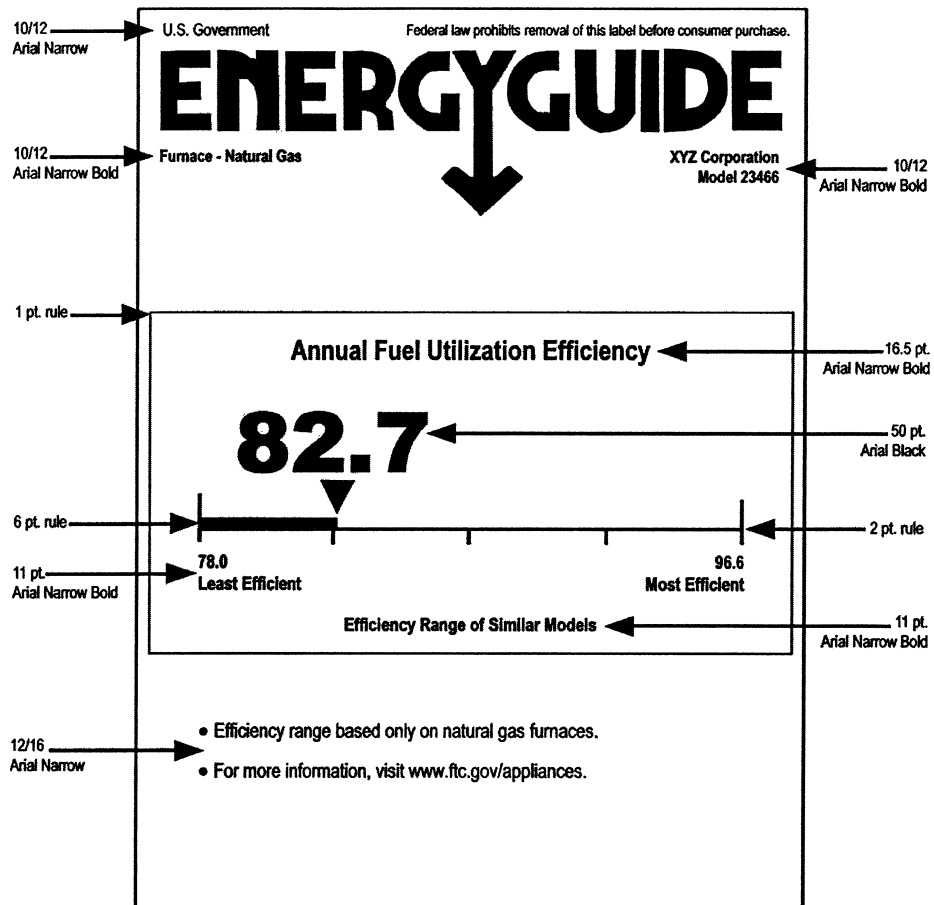 10/12
Arial Narrow
U.S. Government
Federal law prohibits removal of this label before consumer purchase.
ENERGYGUIDE
10/12
Arial Narrow Bold
Furnace - Natural Gas
XYZ Corporation
Model 23466
10/12
Arial Narrow Bold
1 pt. rule
Annual Fuel Utilization Efficiency
16.5 pt.
Arial Narrow Bold
82.7
50 pt.
Arial Black
6 pt. rule
2 pt. rule
11 pt.
Arial Narrow Bold
78.0
Least Efficient
96.6
Most Efficient
Efficiency Range of Similar Models
11 pt.
Arial Narrow Bold
12/16
Arial Narrow
• Efficiency range based only on natural gas furnaces.
• For more information, visit www.ftc.gov/appliances.